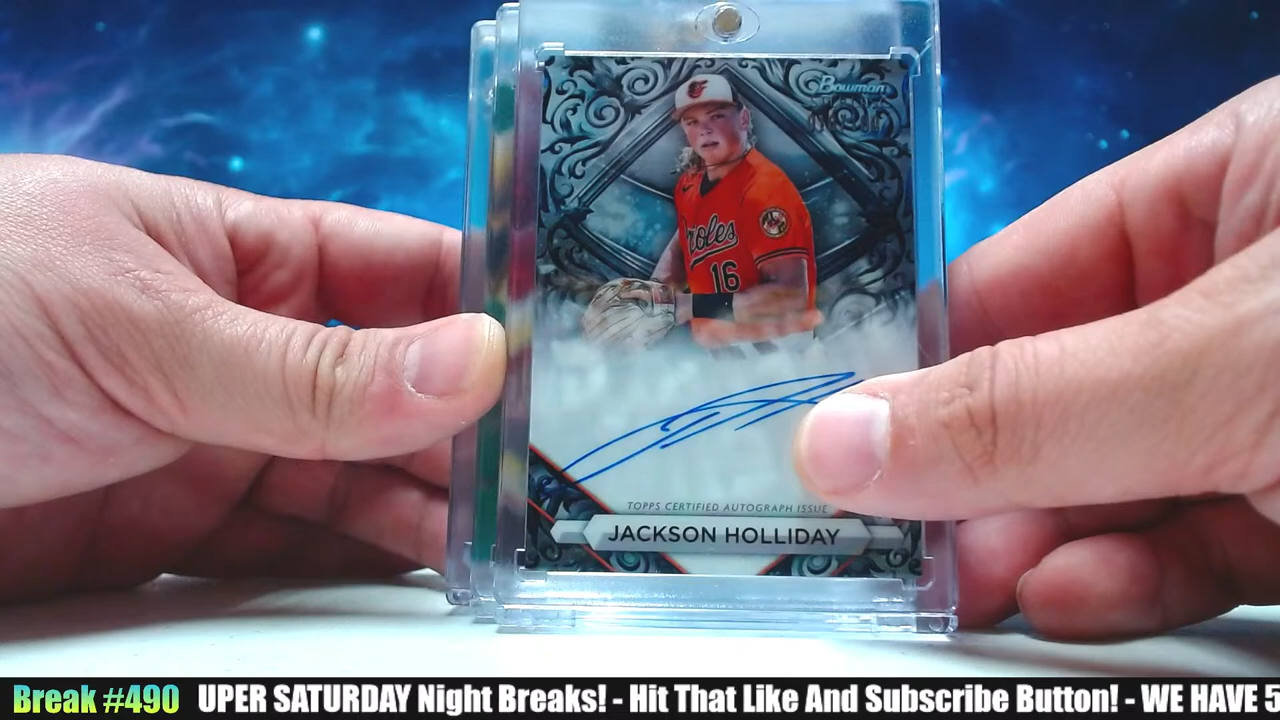 Bowman
Orioles
16
TOPPS CERTIFIED AUTOGRAPH ISSUE
JACKSON HOLLIDAY
Break #490 UPER SATURDAY Night Breaks! - Hit That Like And Subscribe Button! - WE HAVE 5